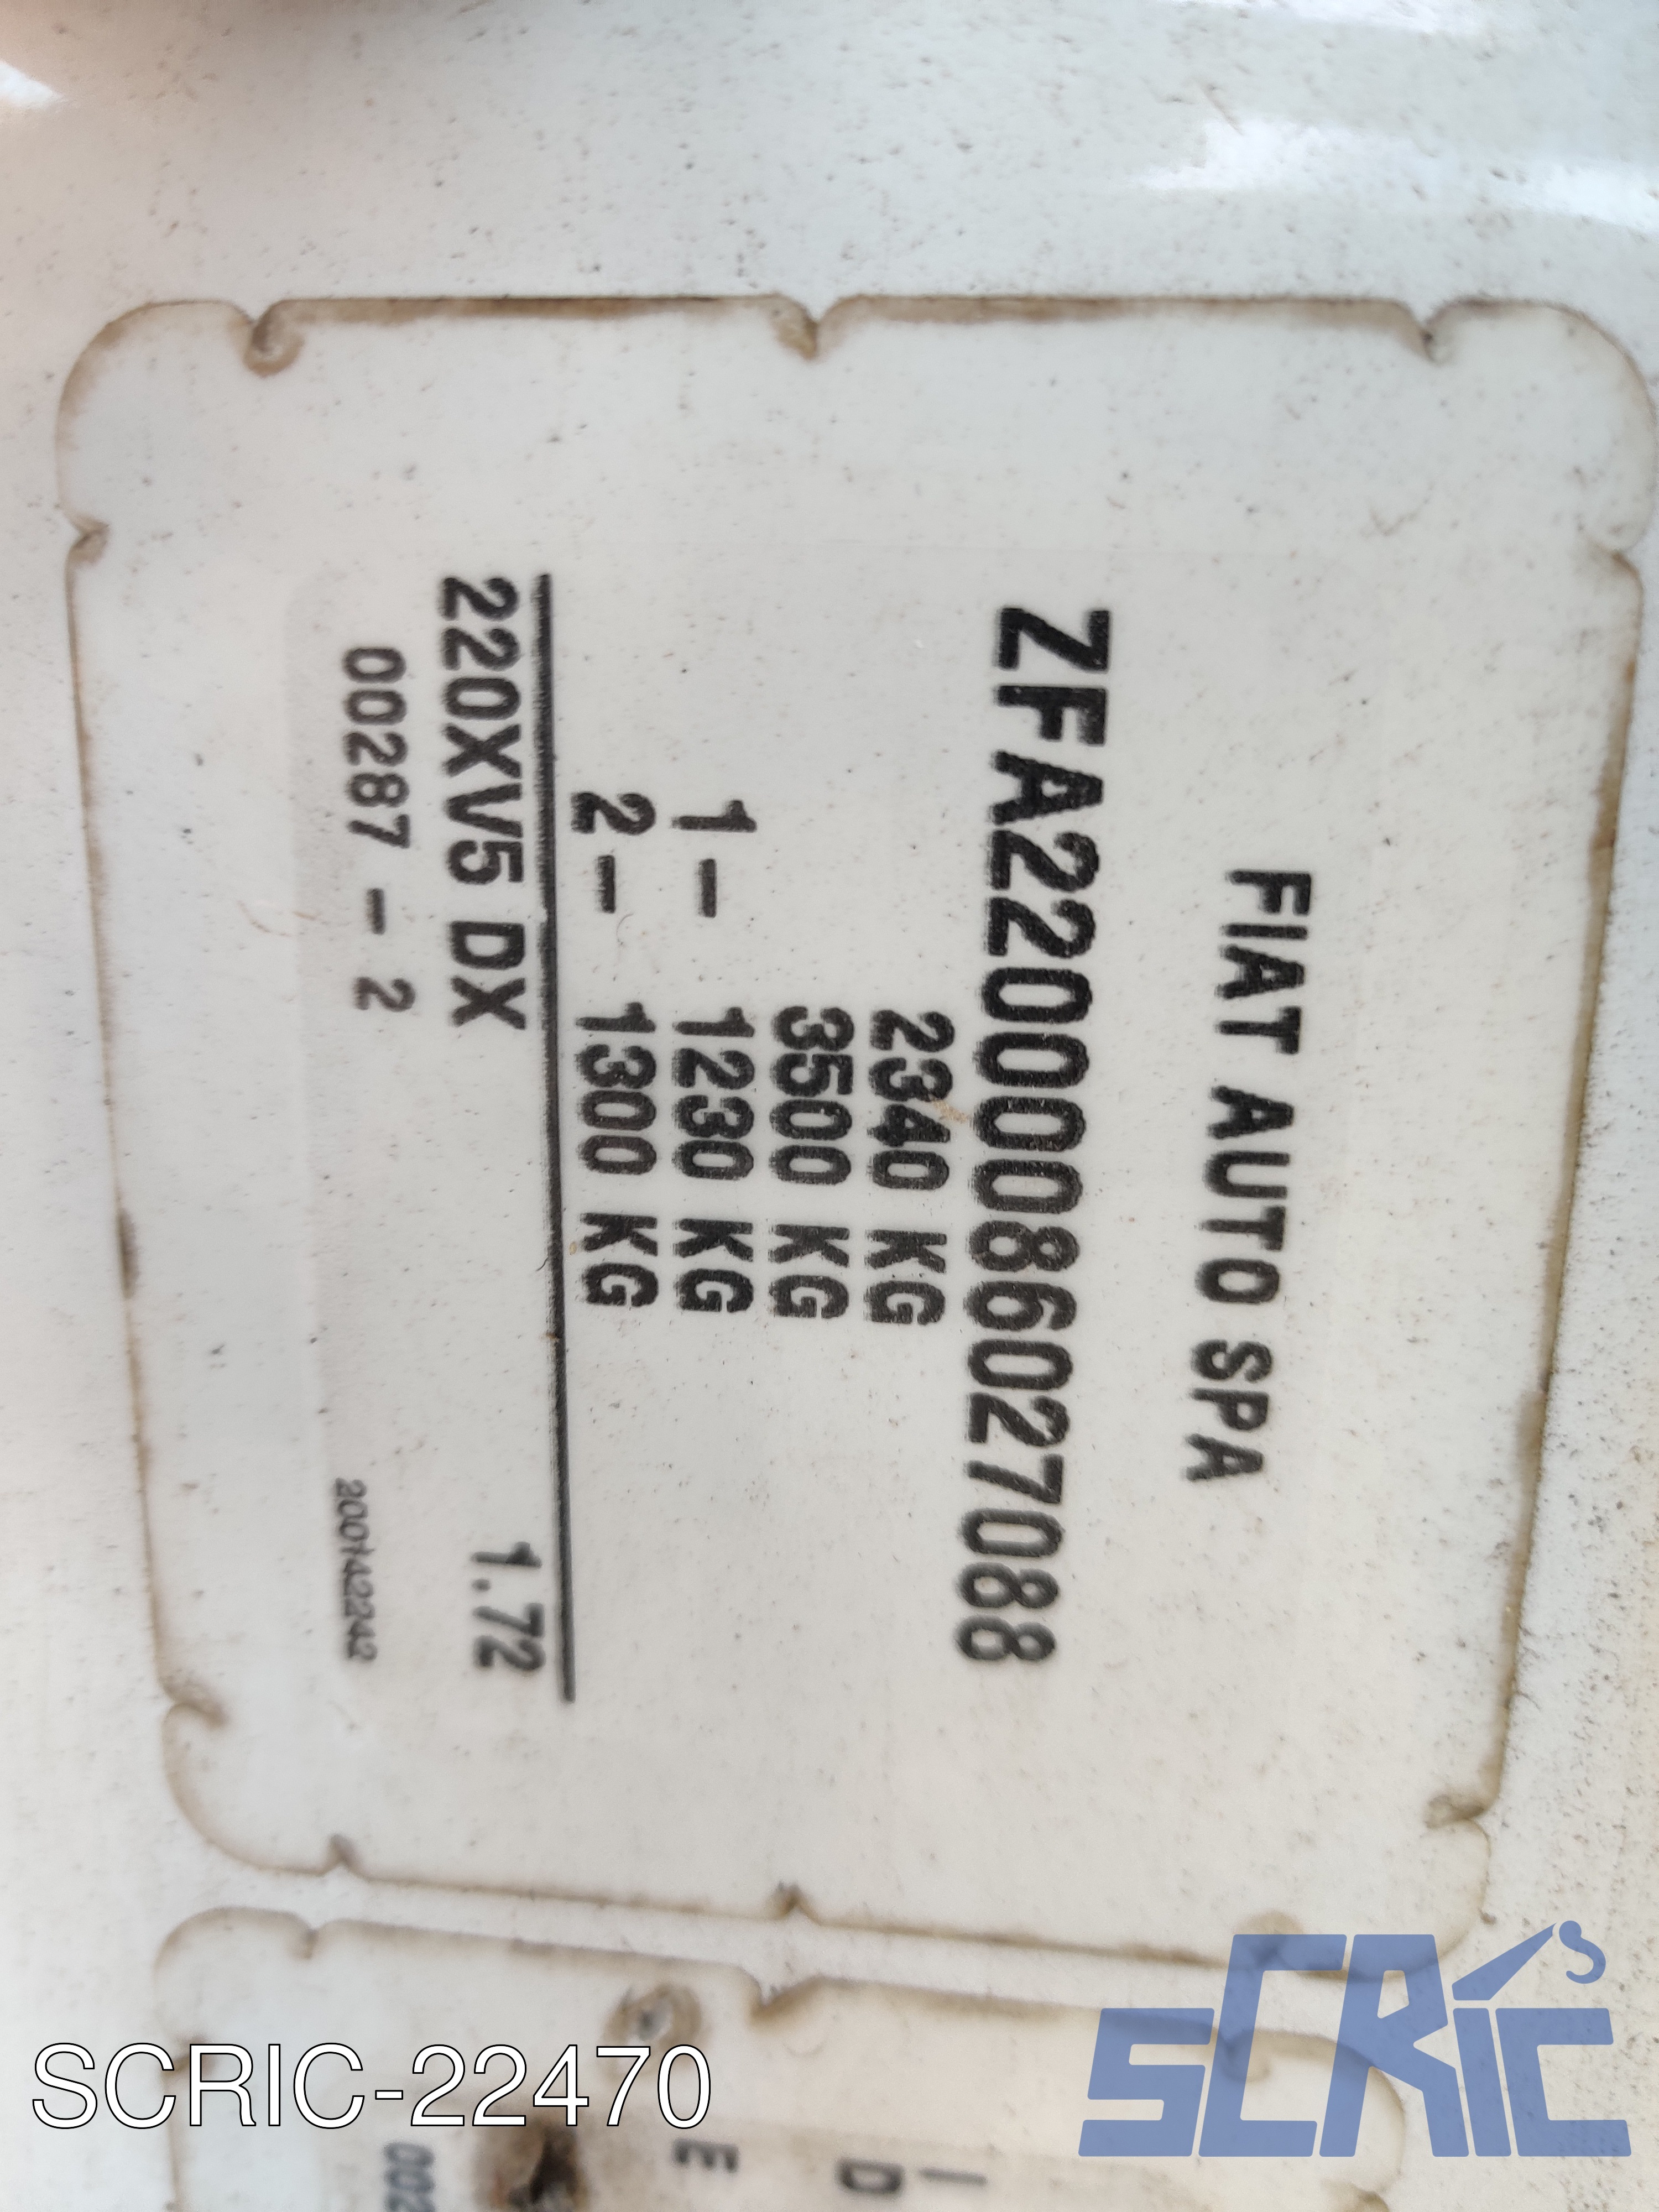 FIAT AUTO SPA
ZFA22000086027088
2340 KG
3500 KG
1- 1230 KG
2- 1300 KG
220XV5 DX 1.72
00287 - 2
200142242
I
D
E
002
SCRIC'S
SCRIC-22470